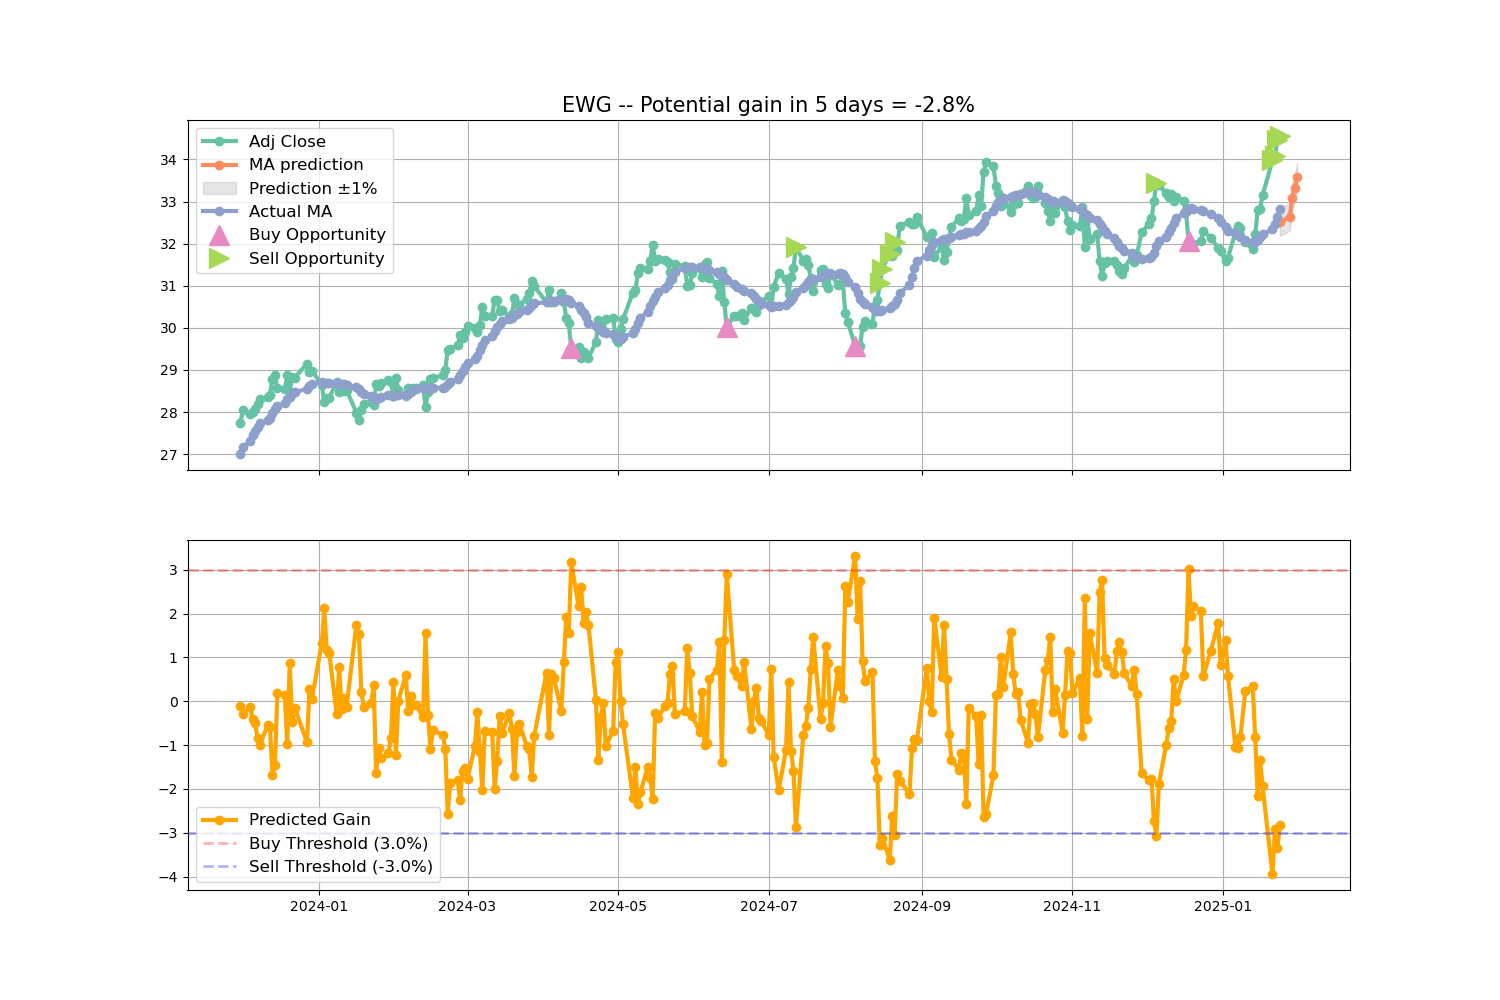 EWG -- Potential gain in 5 days = -2.8%
Adj Close
MA prediction
Prediction ±1%
Actual MA
Buy Opportunity
Sell Opportunity
34
33
32
31
30
29
28
27
3
2
1
0
−1
−2
−3
−4
Predicted Gain
Buy Threshold (3.0%)
Sell Threshold (-3.0%)
2024-01
2024-03
2024-05
2024-07
2024-09
2024-11
2025-01